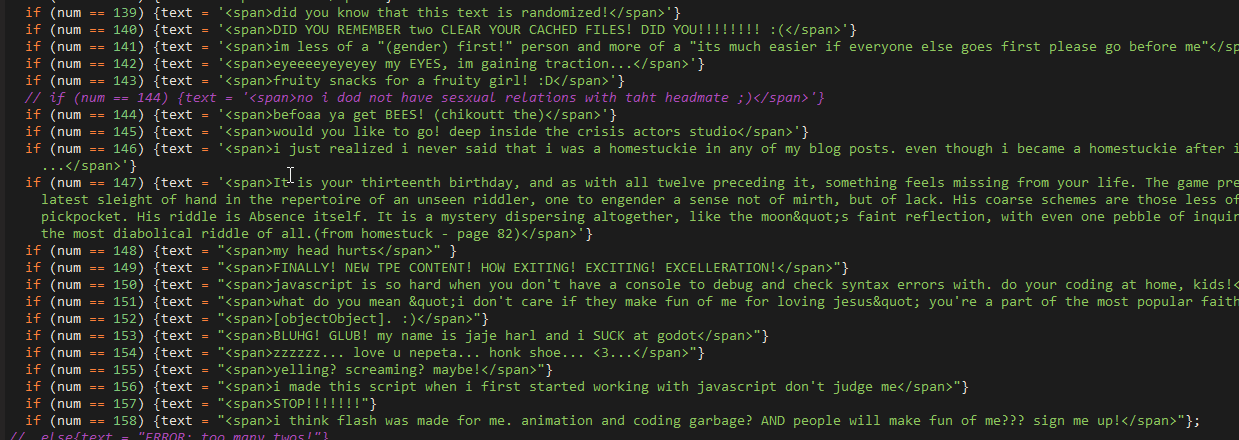 if (num == 139) {text = '<span>did you know that this text is randomized!</span>'}
if (num == 140) {text = '<span>DID YOU REMEMBER two CLEAR YOUR CACHED FILES! DID YOU!!!!!!!! :(</span>'}
if (num == 141) {text = '<span>im less of a "(gender) first!" person and more of a "its much easier if everyone else goes first please go before me"</sp
if (num == 142) {text = '<span>eyeeeeyeyeyey my EYES, im gaining traction...</span>'}
if (num == 143) {text = '<span>fruity snacks for a fruity girl! :D</span>'}
// if (num == 144) {text = '<span>no i dod not have sesxual relations with taht headmate ;)</span>'}
if (num == 144) {text = '<span>befoaa ya get BEES! (chikoutt the)</span>'}
if (num == 145) {text = '<span>would you like to go! deep inside the crisis actors studio</span>'}
if (num == 146) {text = '<span>i just realized i never said that i was a homestuckie in any of my blog posts. even though i became a homestuckie after i
...</span>'}
if (num == 147) {text = '<span>It is your thirteenth birthday, and as with all twelve preceding it, something feels missing from your life. The game pre
latest sleight of hand in the repertoire of an unseen riddler, one to engender a sense not of mirth, but of lack. His coarse schemes are those less of
pickpocket. His riddle is Absence itself. It is a mystery dispersing altogether, like the moon&quot;s faint reflection, with even one pebble of inquir
the most diabolical riddle of all.(from homestuck - page 82)</span>'}
if (num == 148) {text = "<span>my head hurts</span>" }
if (num == 149) {text = "<span>FINALLY! NEW TPE CONTENT! HOW EXITING! EXCITING! EXCELLERATION!</span>"}
if (num == 150) {text = "<span>javascript is so hard when you don't have a console to debug and check syntax errors with. do your coding at home, kids!<
if (num == 151) {text = "<span>what do you mean &quot;i don't care if they make fun of me for loving jesus&quot; you're a part of the most popular faith
if (num == 152) {text = "<span>[objectObject]. :)</span>"}
if (num == 153) {text = "<span>BLUHG! GLUB! my name is jaje harl and i SUCK at godot</span>"}
if (num == 154) {text = "<span>zzzzzz... love u nepeta... honk shoe... <3...</span>"}
if (num == 155) {text = "<span>yelling? screaming? maybe!</span>"}
if (num == 156) {text = "<span>i made this script when i first started working with javascript don't judge me</span>"}
if (num == 157) {text = "<span>STOP!!!!!!!"}
if (num == 158) {text = "<span>i think flash was made for me. animation and coding garbage? AND people will make fun of me??? sign me up!</span>"};
// else{text = "ERROR: too many twos!"}